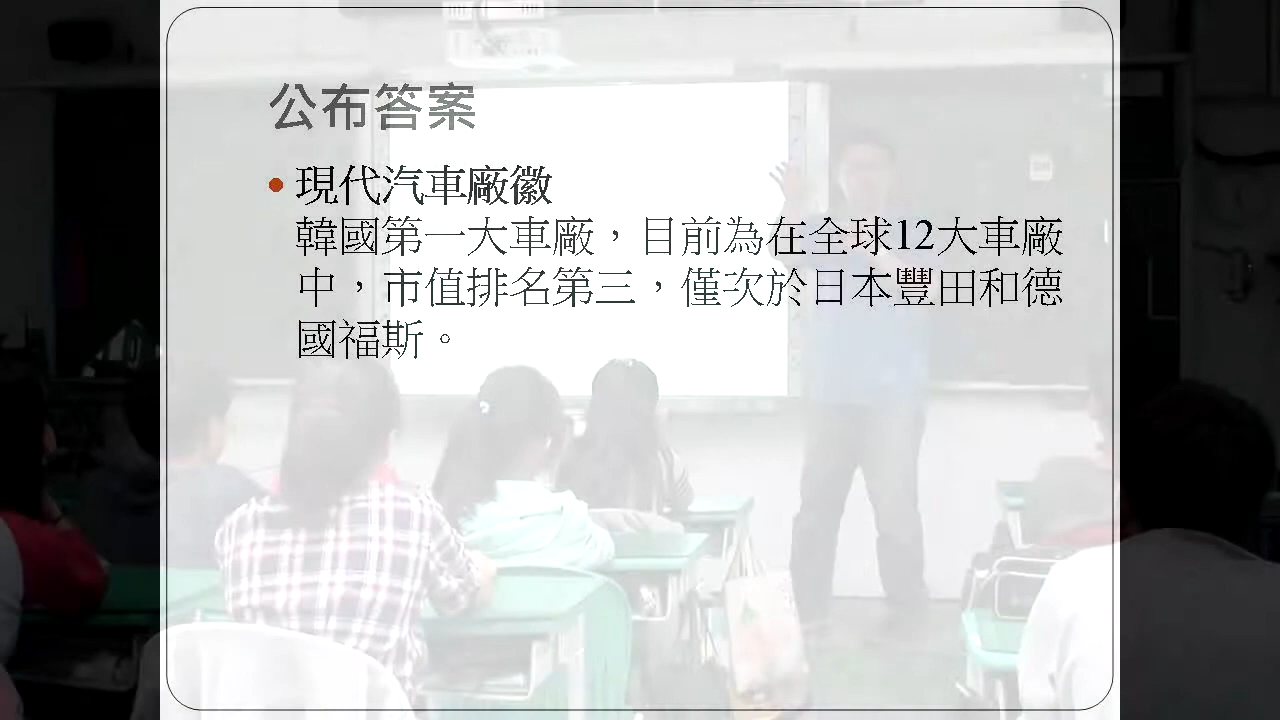 公布答案
現代汽車廠徽
韓國第一大車廠，目前為在全球12大車廠
中，市值排名第三，僅次於日本豐田和德
國福斯。